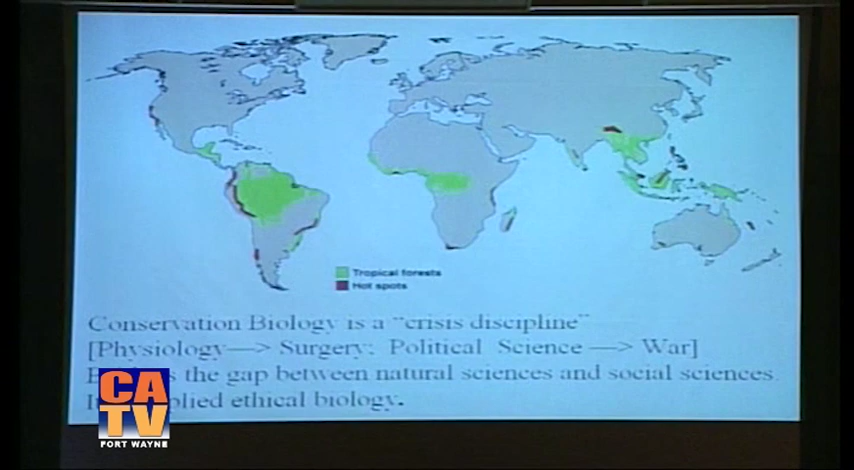 Tropical forests
Hot spots
Conservation Biology is a "crisis discipline"
[Physiology—> Surgery; Political Science —> War]
the gap between natural sciences and social sciences.
ethical biology.
CA
TV
FORT WAYNE